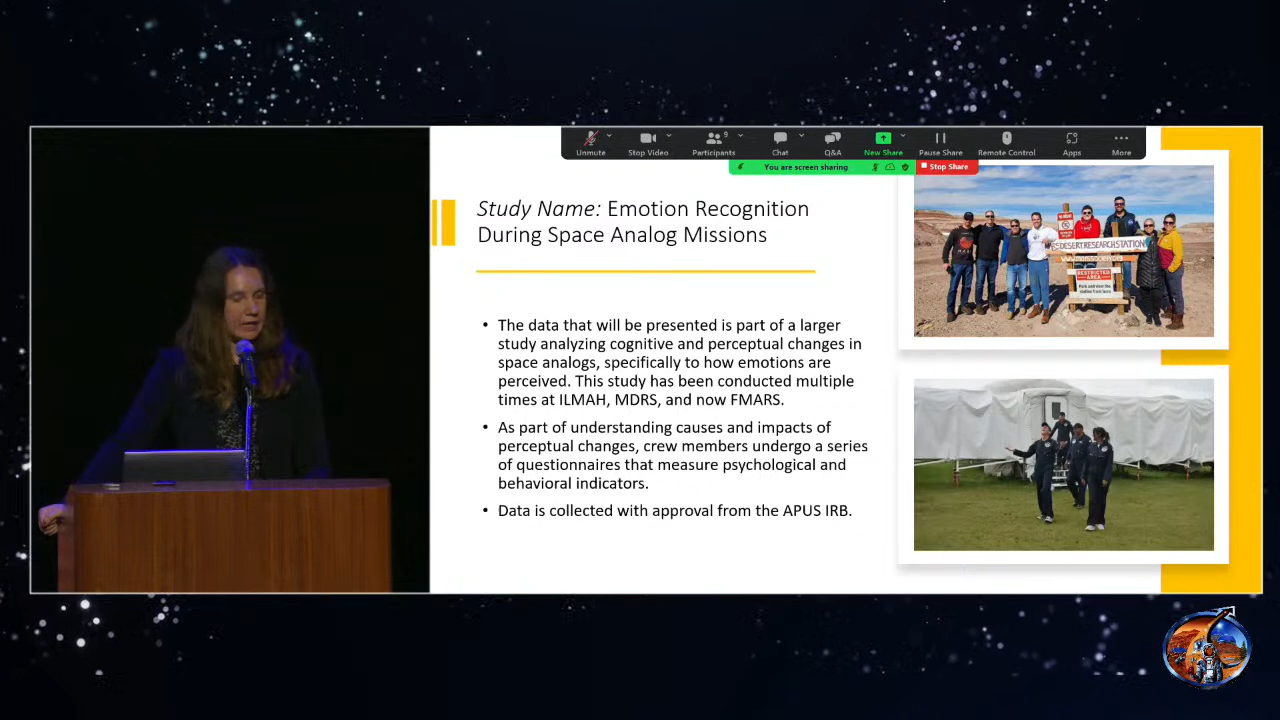 Unmute
Stop Video
9
Participants
Chat
Q&A
New Share
Pause Share
Remote Control
Apps
More
You are screen sharing
Stop Share
Study Name: Emotion Recognition
During Space Analog Missions
The data that will be presented is part of a larger
study analyzing cognitive and perceptual changes in
space analogs, specifically to how emotions are
perceived. This study has been conducted multiple
times at ILMAH, MDRS, and now FMARS.
As part of understanding causes and impacts of
perceptual changes, crew members undergo a series
of questionnaires that measure psychological and
behavioral indicators.
Data is collected with approval from the APUS IRB.
DESERT RESEARCH STATION
RESTRICTED
AREA